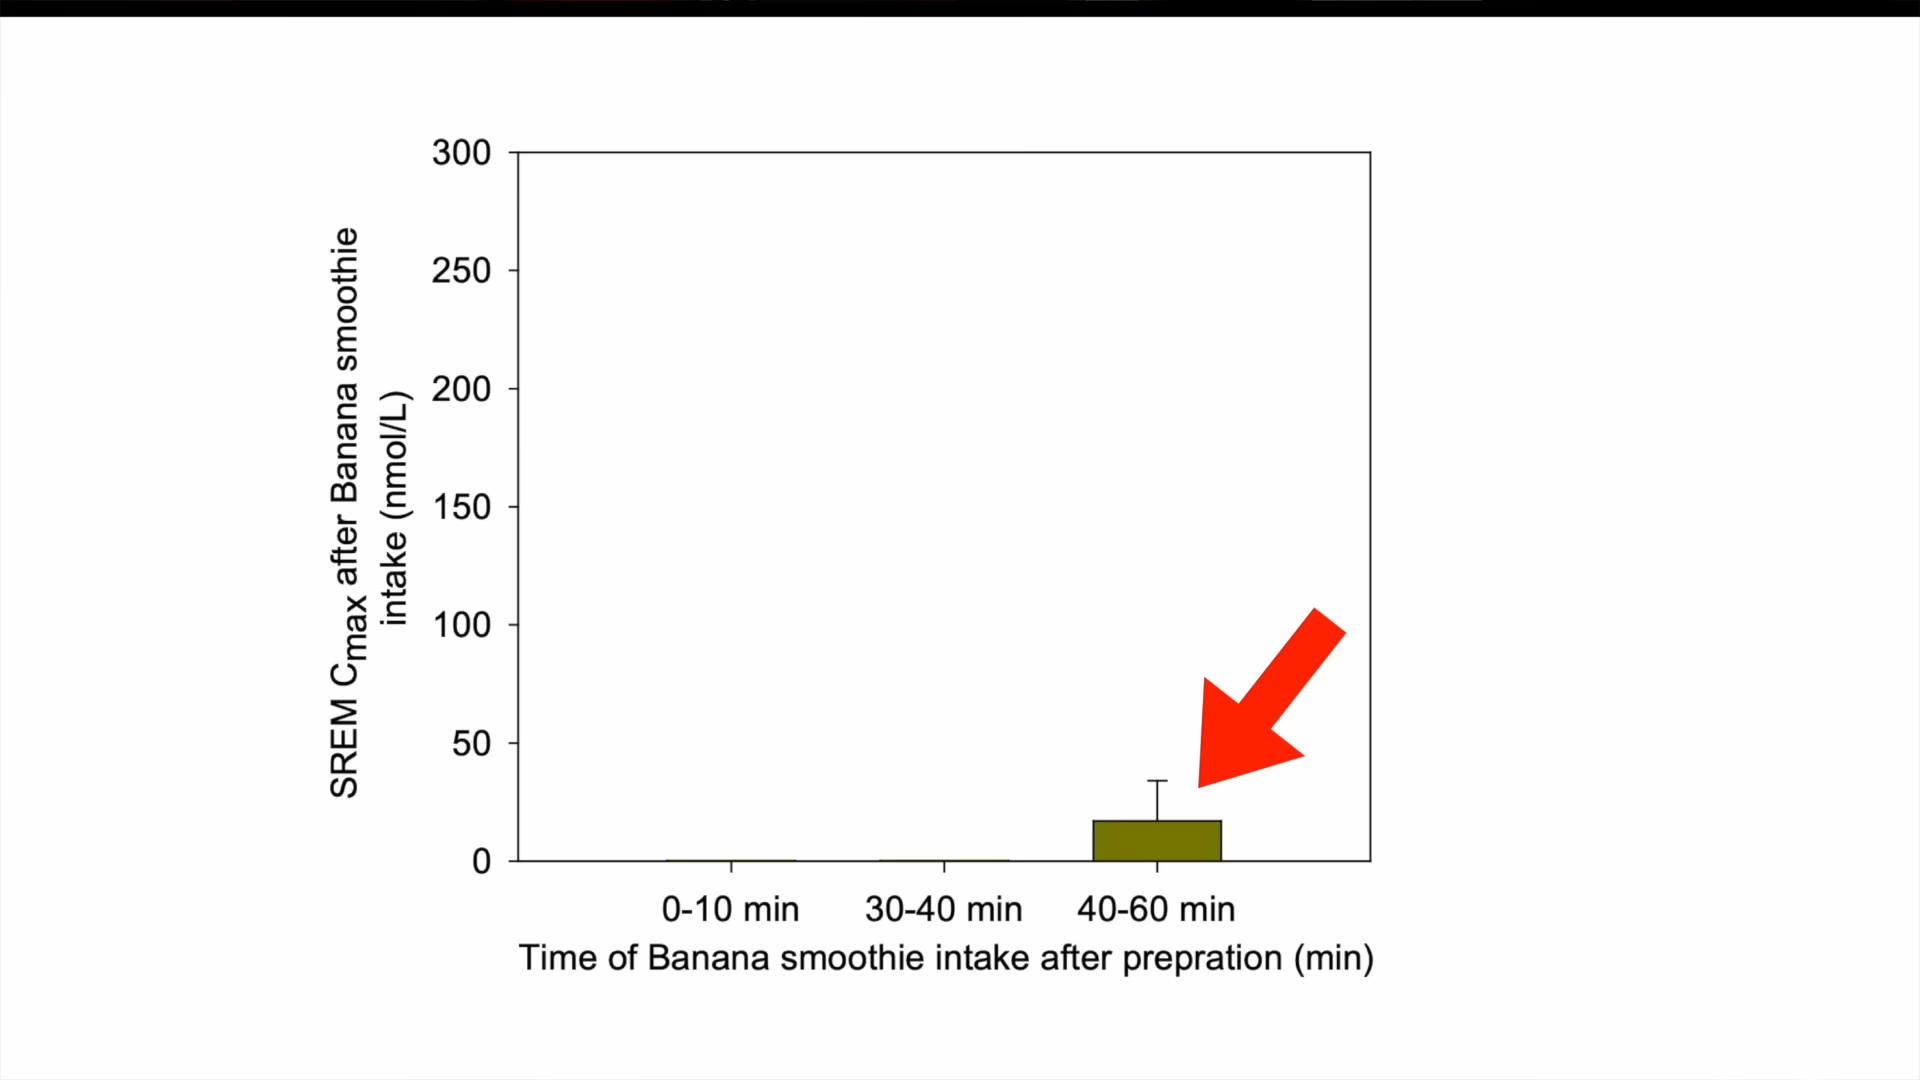 SREM Cmax after Banana smoothie
intake (nmol/L)
300
250
200
150
100
50
0
0-10 min 30-40 min 40-60 min
Time of Banana smoothie intake after prepration (min)